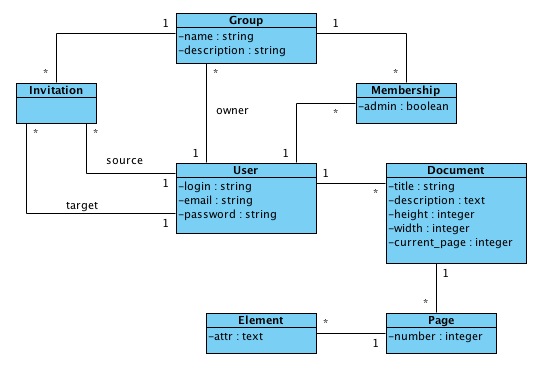 Group
-name : string
-description : string
1
1
*
*
Invitation
*
owner
Membership
-admin : boolean
*
*
*
source
1
1
1
target
1
User
-login : string
-email : string
-password : string
1
*
Document
-title : string
-description : text
-height : integer
-width : integer
-current_page : integer
1
*
Element
-attr : text
*
1
Page
-number : integer